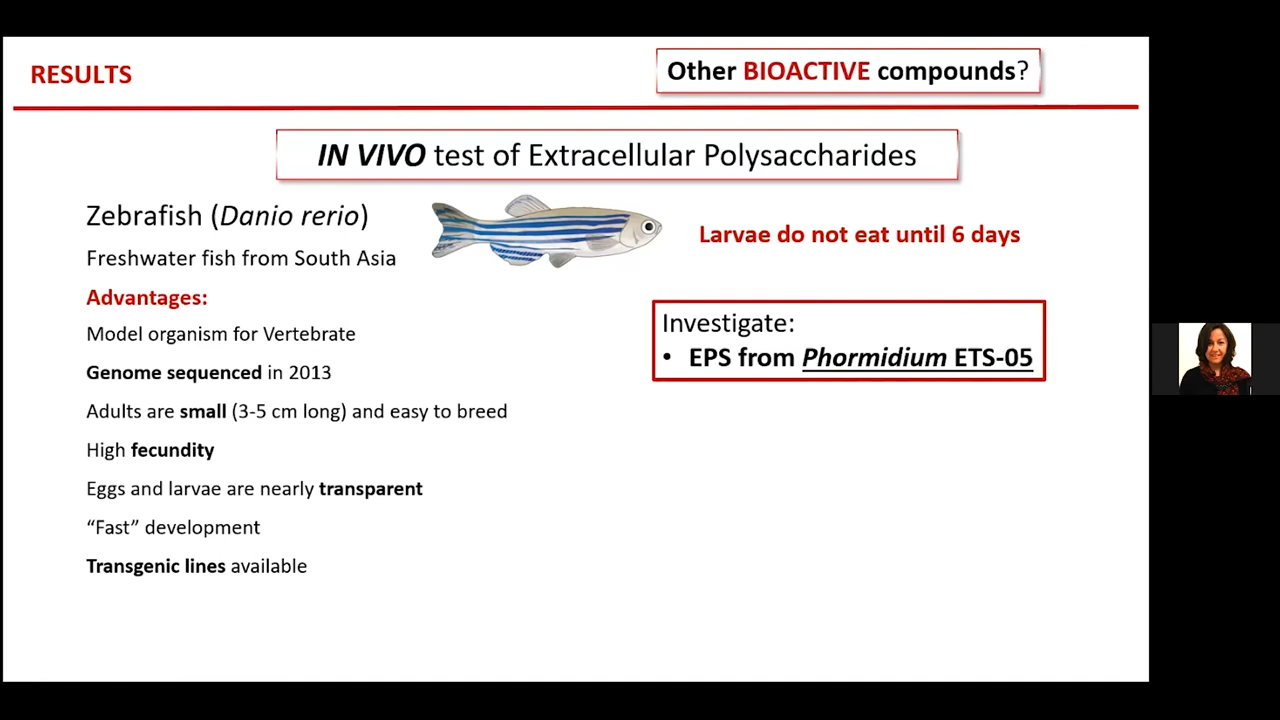 RESULTS
Other BIOACTIVE compounds?
IN VIVO test of Extracellular Polysaccharides
Zebrafish (Danio rerio)
Freshwater fish from South Asia
Larvae do not eat until 6 days
Advantages:
Model organism for Vertebrate
Genome sequenced in 2013
Adults are small (3-5 cm long) and easy to breed
High fecundity
Eggs and larvae are nearly transparent
“Fast” development
Transgenic lines available
Investigate:
• EPS from Phormidium ETS-05